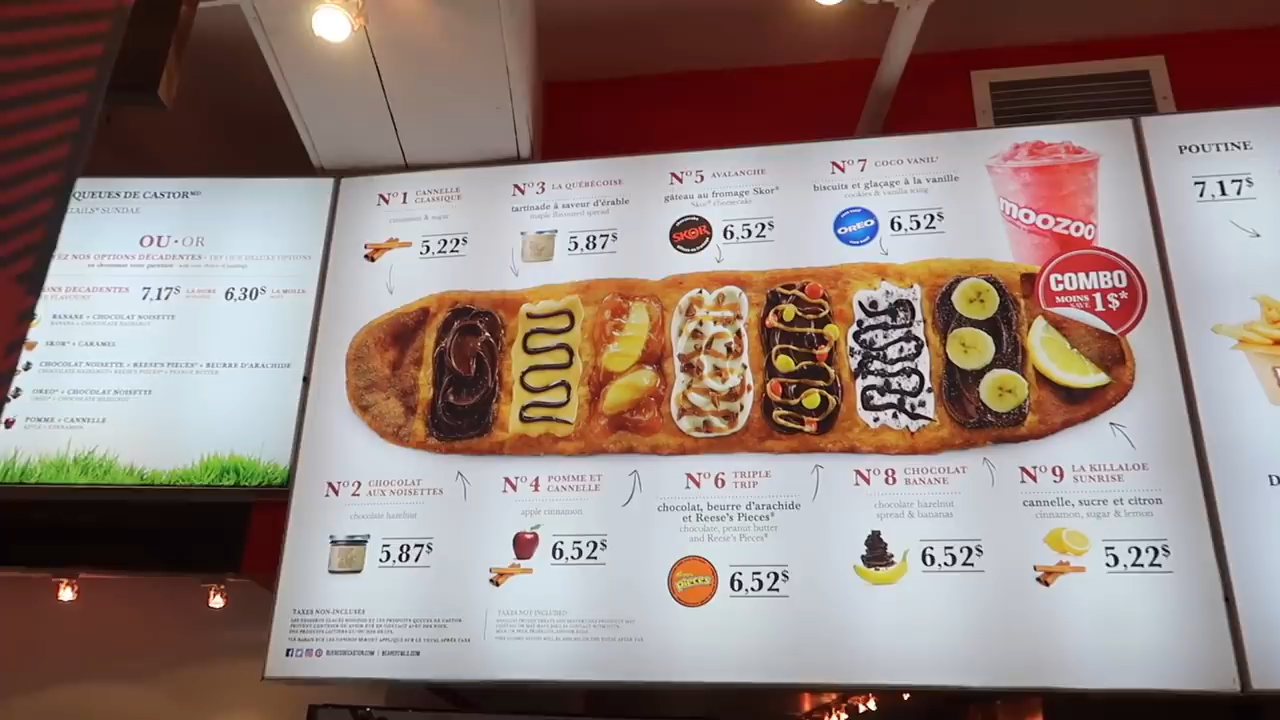 QUEUES DE CASTOR
TAILS® SUNDAE
OU • OR
NOS OPTIONS DÉCADENTES
DÉCADENTES
7,17$
6,30$ LA MOLLE
BANANE + CHOCOLAT NOISETTE
SKOR® + CARAMEL
CHOCOLAT NOISETTE + REESE'S PIECES® + BEURRE D'ARACHIDE
OREO® + CHOCOLAT NOISETTE
POMME + CANNELLE
N°1 CANNELLE
CLASSIQUE
cinnamon & sugar
5,22$
N°3 LA QUÉBÉCOISE
tartinade à saveur d'érable
maple flavoured spread
5,87$
N°5 AVALANCHE
gâteau au fromage Skor®
Skor® cheesecake
SKOR
6,52$
N°7 COCO VANIL'
biscuits et glaçage à la vanille
cookies & vanilla icing
OREO
6,52$
moozoo
COMBO
MOINS
SAVE 1$*
N°2 CHOCOLAT
AUX NOISETTES
chocolate hazelnut
5,87$
N°4 POMME ET
CANNELLE
apple cinnamon
6,52$
N°6 TRIPLE
TRIP
chocolat, beurre d'arachide
et Reese's Pieces®
chocolate, peanut butter
and Reese's Pieces®
pieces
6,52$
N°8 CHOCOLAT
BANANE
chocolate hazelnut
spread & bananas
6,52$
N°9 LA KILLALOE
SUNRISE
cannelle, sucre et citron
cinnamon, sugar & lemon
5,22$
TAXES NON-INCLUSES
TAXES NOT INCLUDED
POUTINE
7,17$